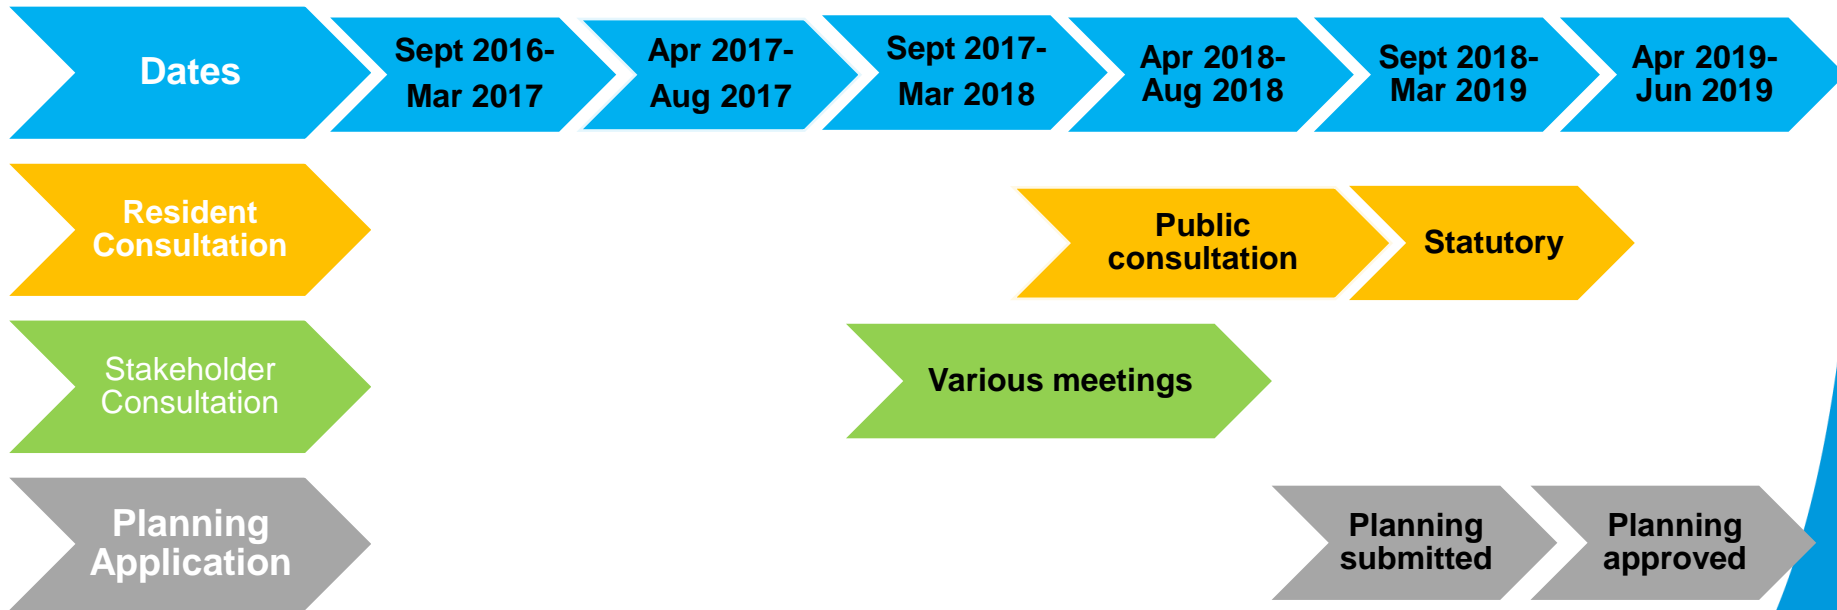 Dates
Sept 2016-
Mar 2017
Apr 2017-
Aug 2017
Sept 2017-
Mar 2018
Apr 2018-
Aug 2018
Sept 2018-
Mar 2019
Apr 2019-
Jun 2019
Resident
Consultation
Public
consultation
Statutory
Stakeholder
Consultation
Various meetings
Planning
Application
Planning
submitted
Planning
approved